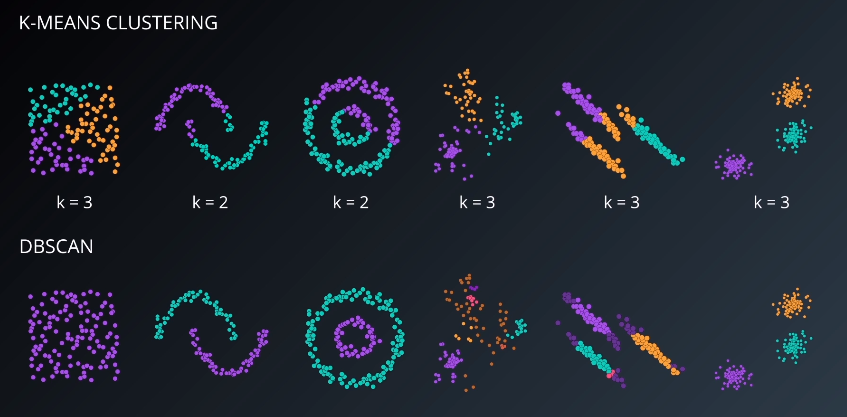 K-MEANS CLUSTERING
k = 3 k = 2 k = 2 k = 3 k = 3 k = 3
DBSCAN